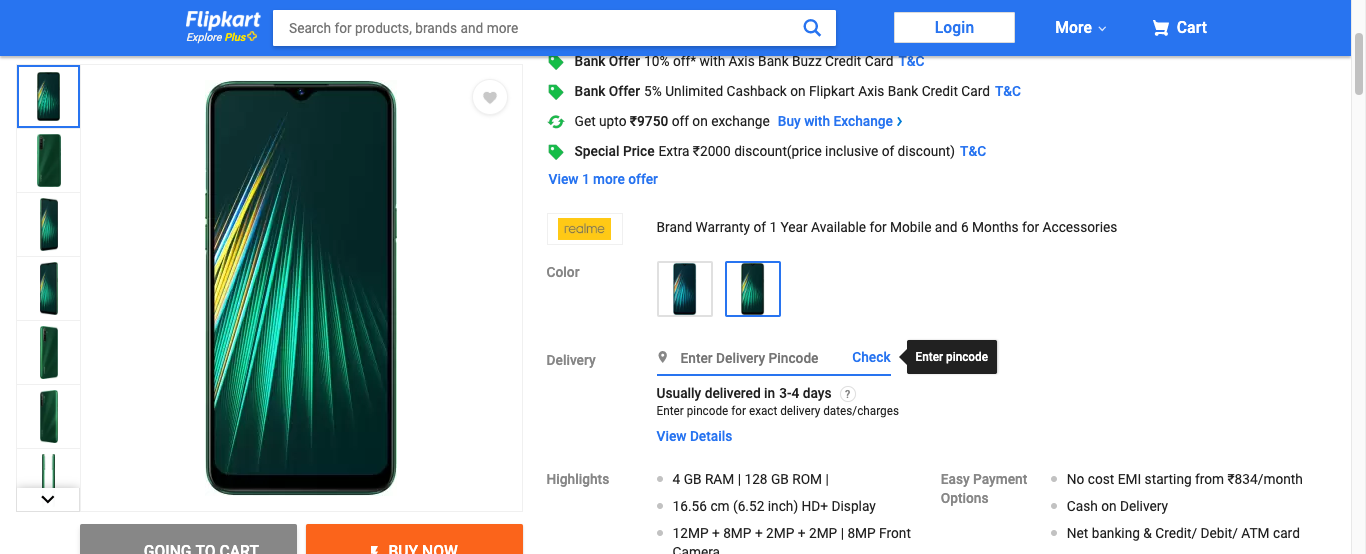 Flipkart
Explore Plus
Search for products, brands and more
Login
More
Cart
Bank Offer 10% off* with Axis Bank Buzz Credit Card T&C
Bank Offer 5% Unlimited Cashback on Flipkart Axis Bank Credit Card T&C
Get upto ₹9750 off on exchange Buy with Exchange
Special Price Extra ₹2000 discount(price inclusive of discount) T&C
View 1 more offer
realme
Brand Warranty of 1 Year Available for Mobile and 6 Months for Accessories
Color
Delivery
Enter Delivery Pincode
Check
Enter pincode
Usually delivered in 3-4 days ?
Enter pincode for exact delivery dates/charges
View Details
Highlights
4 GB RAM | 128 GB ROM |
16.56 cm (6.52 inch) HD+ Display
12MP + 8MP + 2MP + 2MP | 8MP Front
Camera
Easy Payment
Options
No cost EMI starting from ₹834/month
Cash on Delivery
Net banking & Credit/ Debit/ ATM card
GOING TO CART
BUY NOW